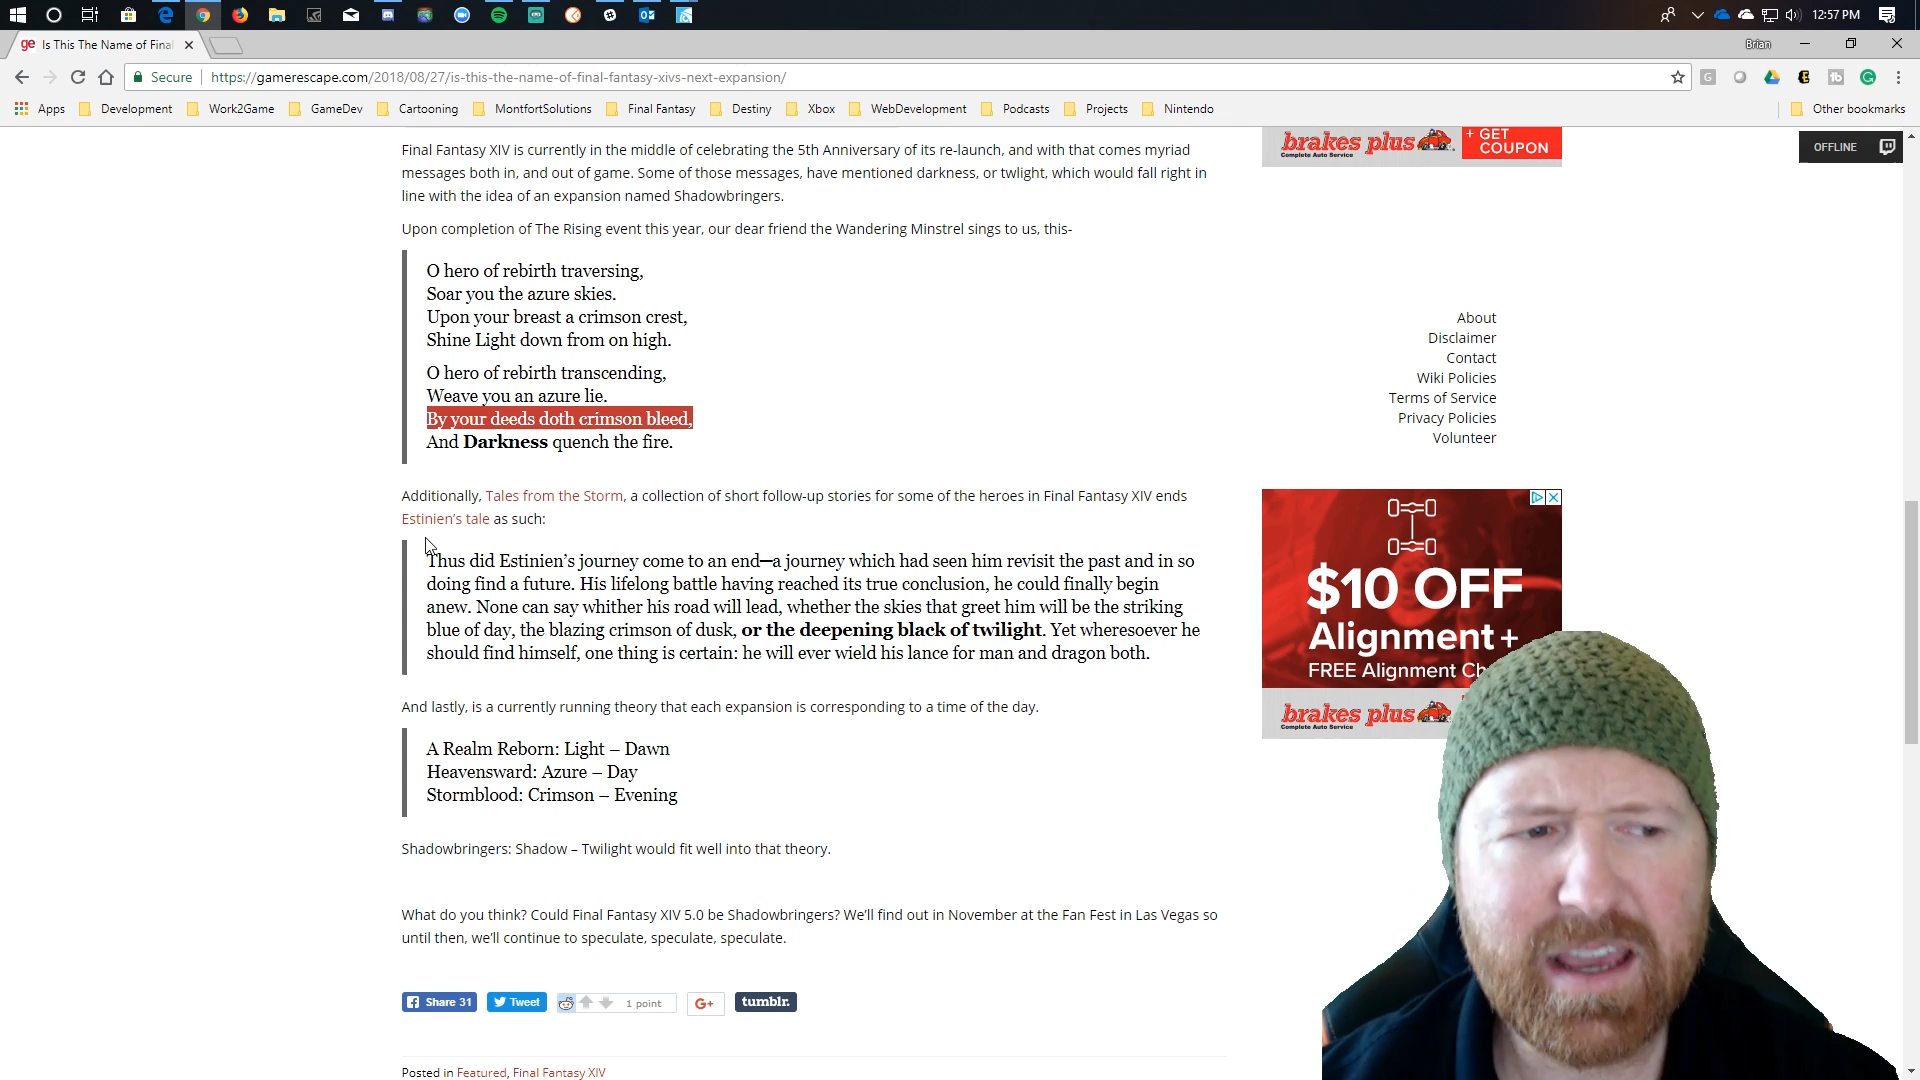 12:57 PM
ge Is This The Name of Final
Brian
Secure
https://gamerescape.com/2018/08/27/is-this-the-name-of-final-fantasy-xivs-next-expansion/
Apps Development Work2Game GameDev Cartooning MontfortSolutions Final Fantasy Destiny Xbox WebDevelopment Podcasts Projects Nintendo Other bookmarks
brakes plus + GET COUPON
Complete Auto Service
OFFLINE
Final Fantasy XIV is currently in the middle of celebrating the 5th Anniversary of its re-launch, and with that comes myriad
messages both in, and out of game. Some of those messages, have mentioned darkness, or twlight, which would fall right in
line with the idea of an expansion named Shadowbringers.
Upon completion of The Rising event this year, our dear friend the Wandering Minstrel sings to us, this-
O hero of rebirth traversing,
Soar you the azure skies.
Upon your breast a crimson crest,
Shine Light down from on high.
O hero of rebirth transcending,
Weave you an azure lie.
By your deeds doth crimson bleed,
And Darkness quench the fire.
About
Disclaimer
Contact
Wiki Policies
Terms of Service
Privacy Policies
Volunteer
Additionally, Tales from the Storm, a collection of short follow-up stories for some of the heroes in Final Fantasy XIV ends
Estinien's tale as such:
Thus did Estinien's journey come to an end—a journey which had seen him revisit the past and in so
doing find a future. His lifelong battle having reached its true conclusion, he could finally begin
anew. None can say whither his road will lead, whether the skies that greet him will be the striking
blue of day, the blazing crimson of dusk, or the deepening black of twilight. Yet wheresoever he
should find himself, one thing is certain: he will ever wield his lance for man and dragon both.
$10 OFF
Alignment+
FREE Alignment
brakes plus
Complete Auto Service
And lastly, is a currently running theory that each expansion is corresponding to a time of the day.
A Realm Reborn: Light – Dawn
Heavensward: Azure – Day
Stormblood: Crimson – Evening
Shadowbringers: Shadow – Twilight would fit well into that theory.
What do you think? Could Final Fantasy XIV 5.0 be Shadowbringers? We'll find out in November at the Fan Fest in Las Vegas so
until then, we'll continue to speculate, speculate, speculate.
Share 31 Tweet 1 point G+ tumblr.
Posted in Featured, Final Fantasy XIV